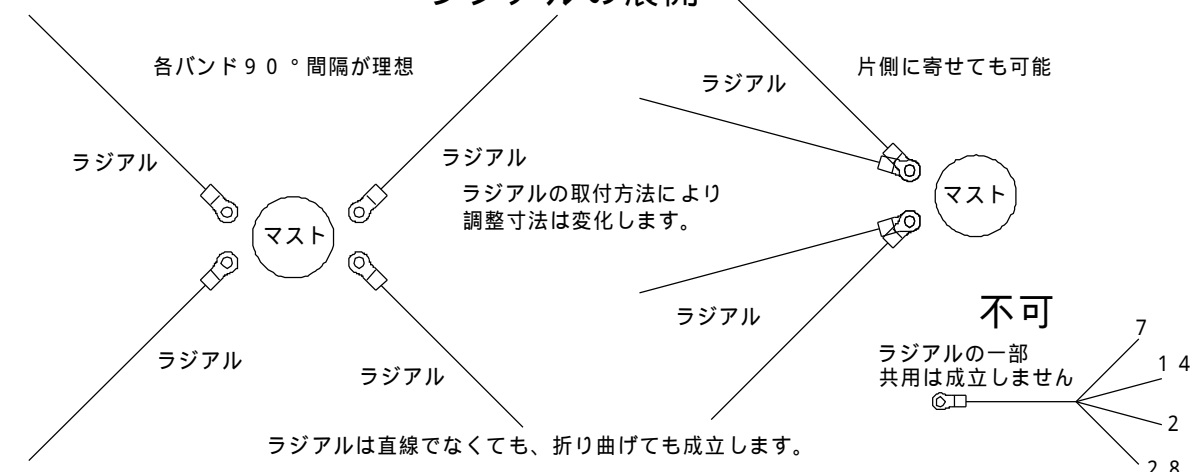 ラジアルの展開
各バンド90°間隔が理想
片側に寄せても可能
ラジアル
ラジアル
ラジアル
ラジアルの取付方法により
調整寸法は変化します。
マスト
マスト
不可
ラジアル
ラジアル
ラジアル
ラジアルの一部
共用は成立しません
7
14
2
28
ラジアルは直線でなくても、折り曲げても成立します。